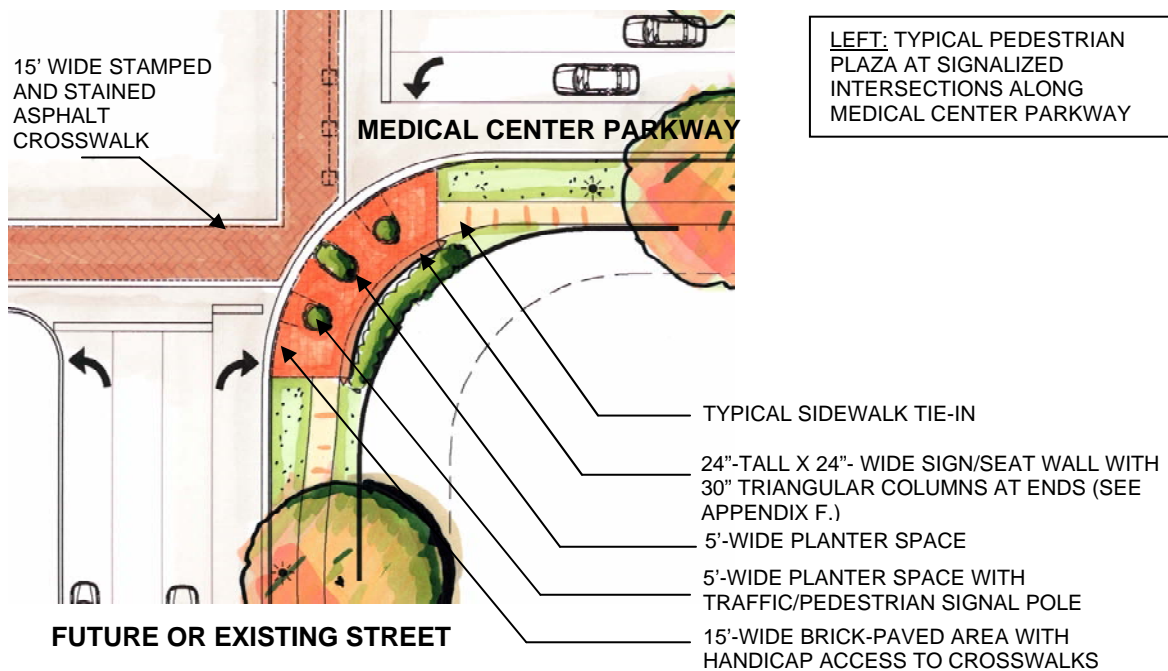 15’ WIDE STAMPED
AND STAINED
ASPHALT
CROSSWALK
MEDICAL CENTER PARKWAY
LEFT: TYPICAL PEDESTRIAN
PLAZA AT SIGNALIZED
INTERSECTIONS ALONG
MEDICAL CENTER PARKWAY
TYPICAL SIDEWALK TIE-IN
24”-TALL X 24”- WIDE SIGN/SEAT WALL WITH
30” TRIANGULAR COLUMNS AT ENDS (SEE
APPENDIX F.)
5’-WIDE PLANTER SPACE
5’-WIDE PLANTER SPACE WITH
TRAFFIC/PEDESTRIAN SIGNAL POLE
15’-WIDE BRICK-PAVED AREA WITH
HANDICAP ACCESS TO CROSSWALKS
FUTURE OR EXISTING STREET